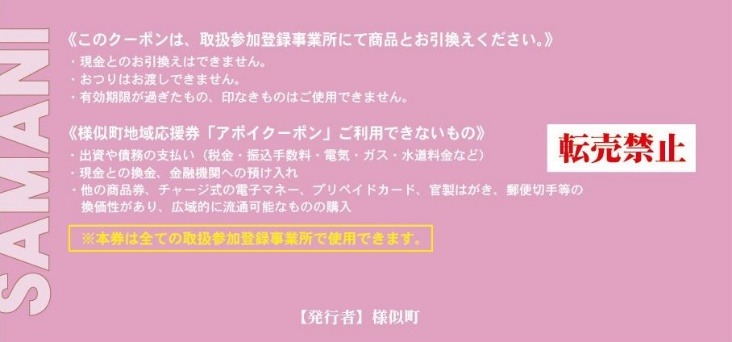 SAMANI
《このクーポンは、取扱参加登録事業所にて商品とお引換えください。》
・現金とのお引換えはできません。
・おつりはお渡しできません。
・有効期限が過ぎたもの、印なきものはご使用できません。
《様似町地域応援券「アポイクーポン」ご利用できないもの》
・出資や債務の支払い（税金・振込手数料・電気・ガス・水道料金など）
・現金との換金、金融機関への預け入れ
・他の商品券、チャージ式の電子マネー、プリペイドカード、官製はがき、郵便切手等の
換価性があり、広域的に流通可能なものの購入
転売禁止
※本券は全ての取扱参加登録事業所で使用できます。
【発行者】様似町